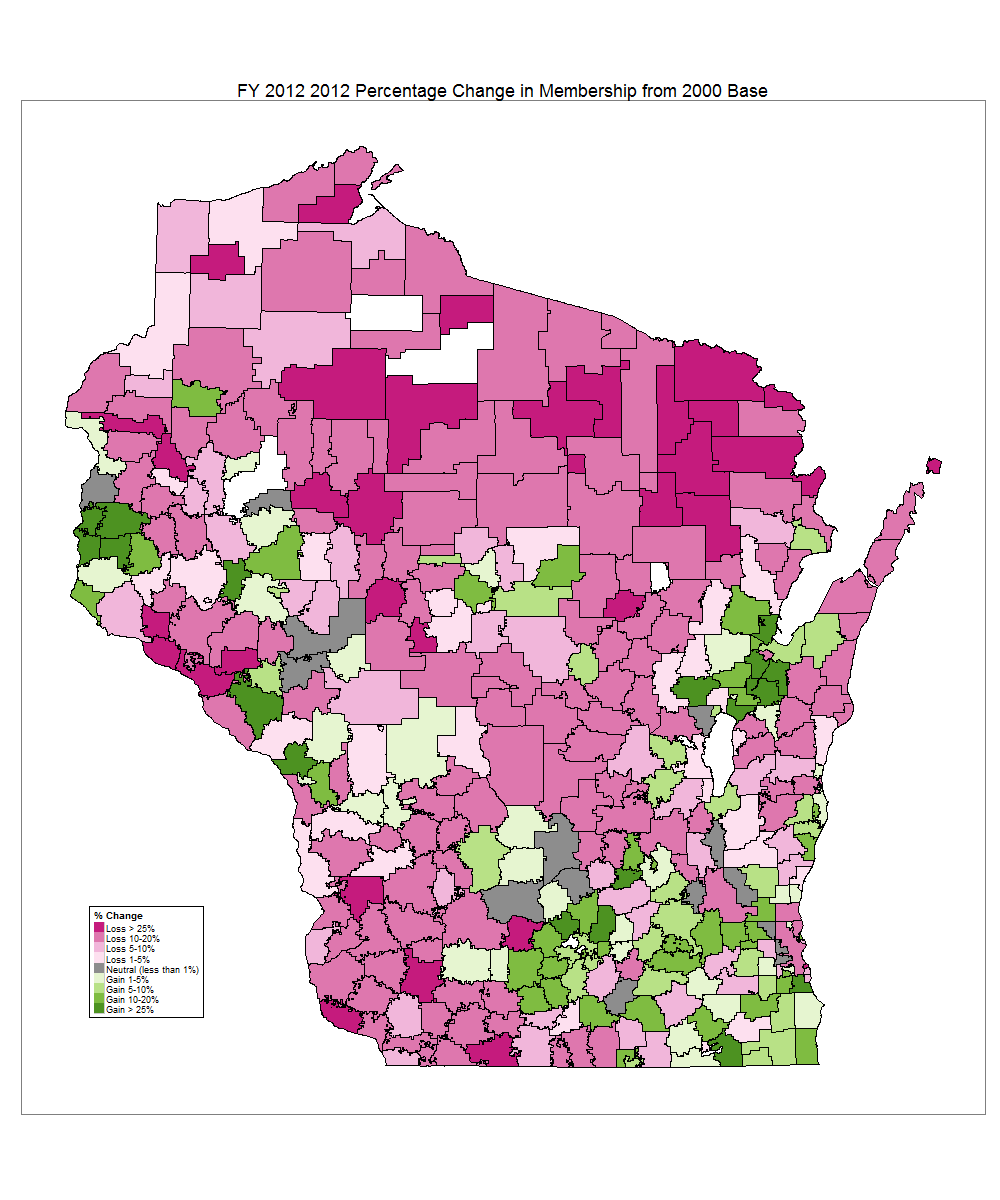 FY 2012 2012 Percentage Change in Membership from 2000 Base
% Change
Loss > 25%
Loss 10-20%
Loss 5-10%
Loss 1-5%
Neutral (less than 1%)
Gain 1-5%
Gain 5-10%
Gain 10-20%
Gain > 25%